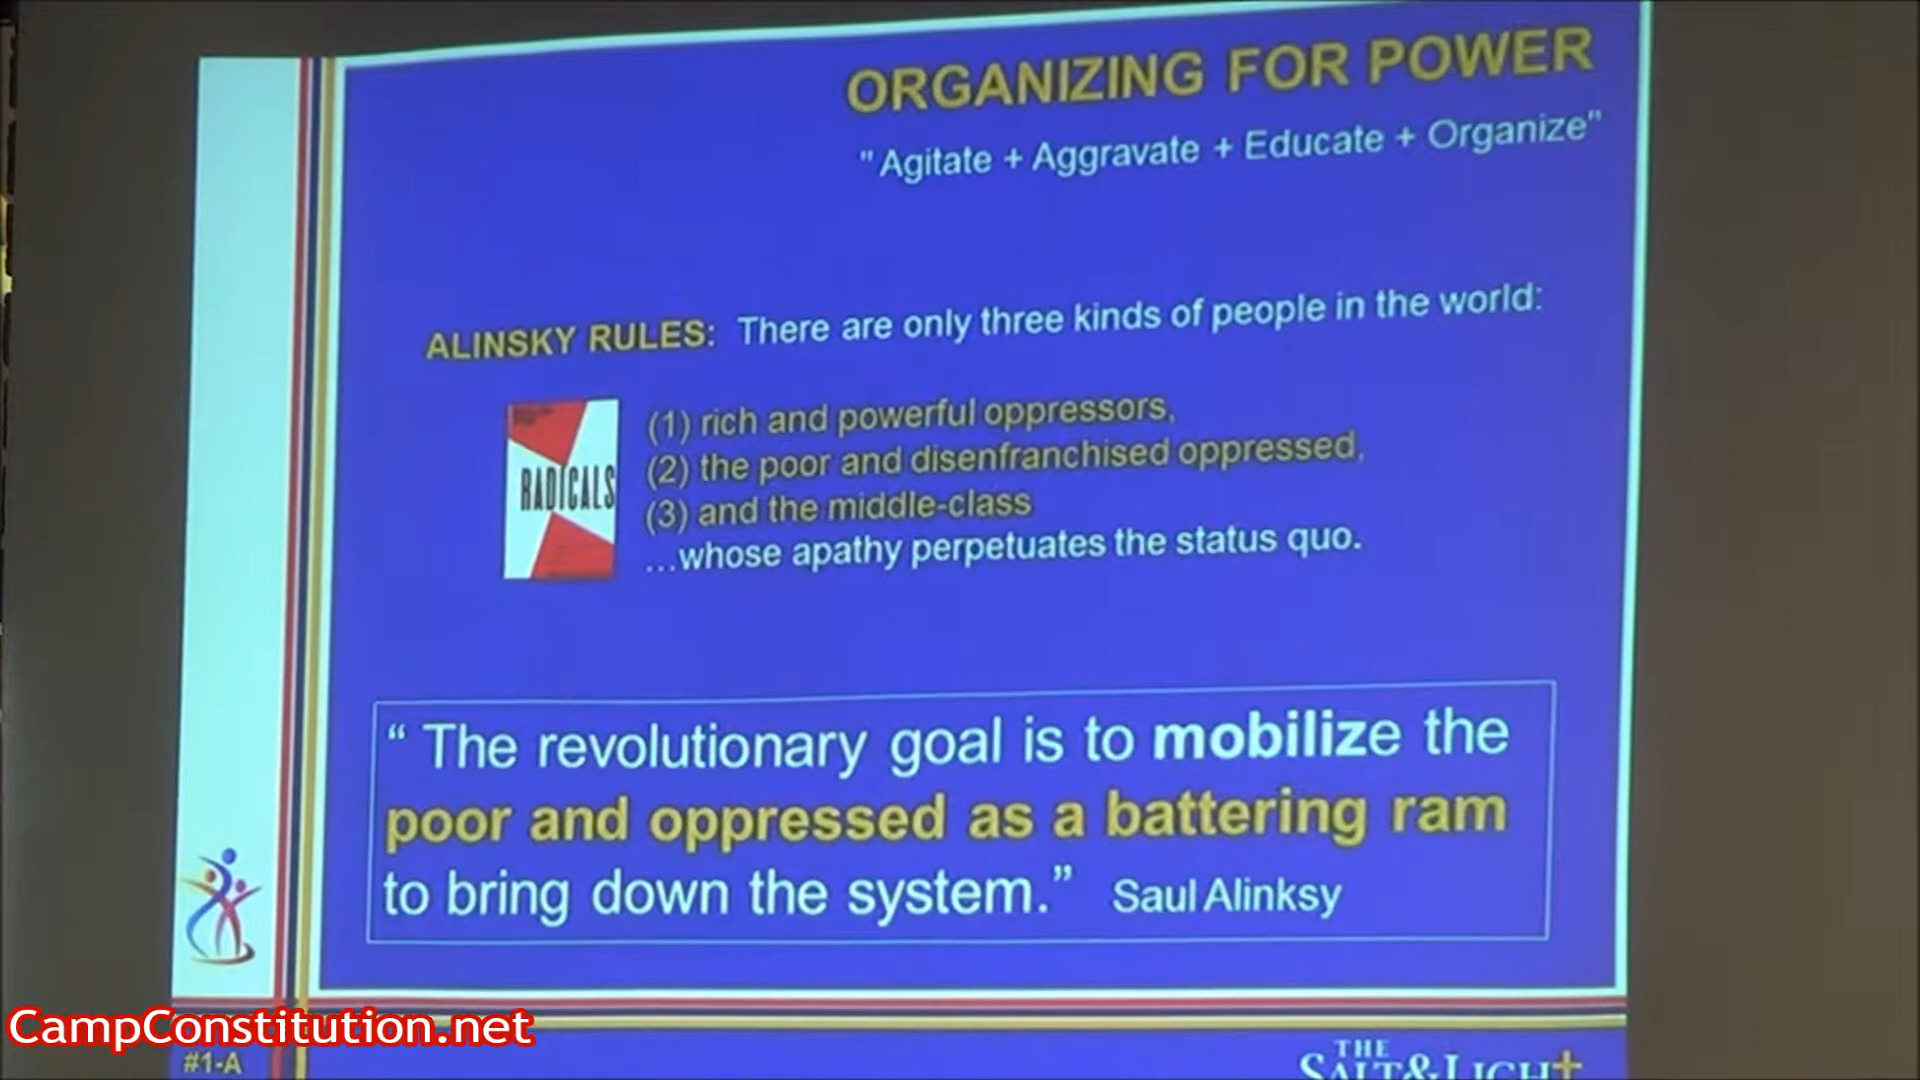 ORGANIZING FOR POWER
" Agitate + Aggravate + Educate + Organize"
ALINSKY RULES: There are only three kinds of people in the world:
RADICALS
(1) rich and powerful oppressors,
(2) the poor and disenfranchised oppressed,
(3) and the middle-class
...whose apathy perpetuates the status quo.
“ The revolutionary goal is to mobilize the
poor and oppressed as a battering ram
to bring down the system.” Saul Alinksy
CampConstitution.net
#1-A
THE
SALT&LIGHT